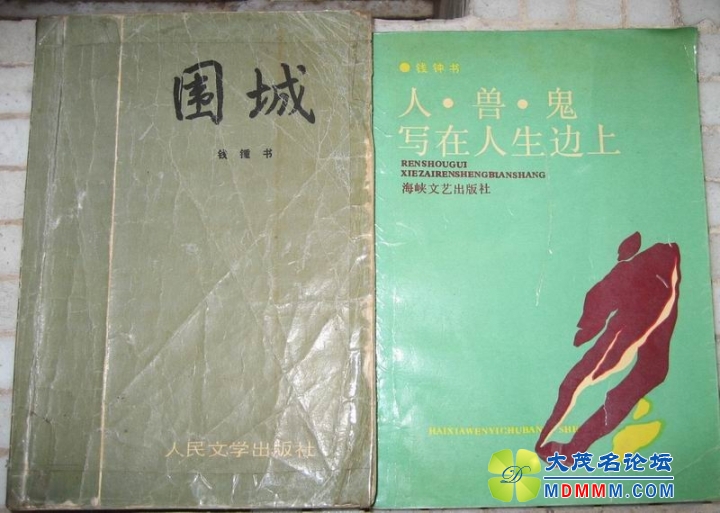 围城
钱锺书
人民文学出版社
钱钟书
人·兽·鬼
写在人生边上
RENSHOUGUI
XIEZAIRENSHENGBIANSHANG
海峡文艺出版社
HAIXIAWENYICHUBAN SHE
大茂名论坛
MDMMM.COM